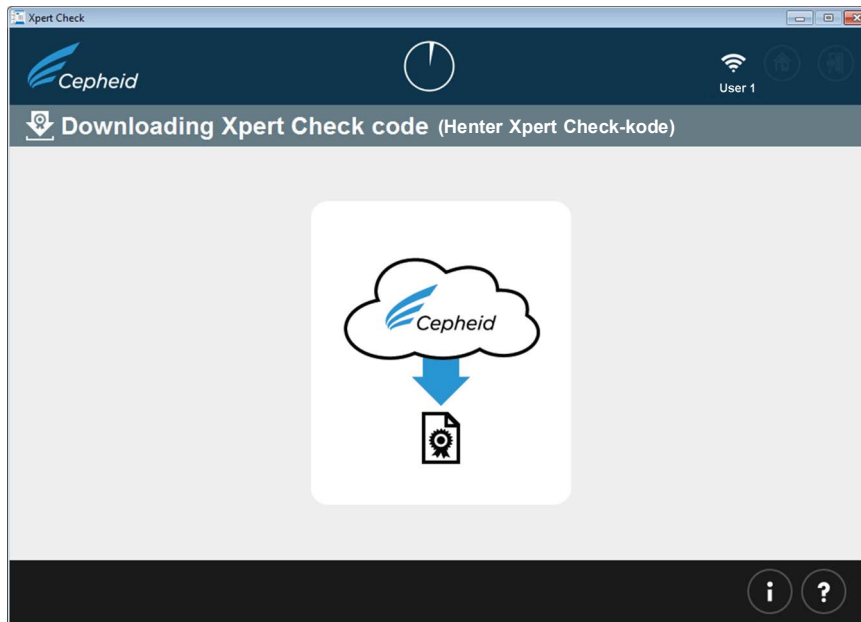 Xpert Check
Cepheid
User 1
Downloading Xpert Check code (Henter Xpert Check-kode)
Cepheid
i
?